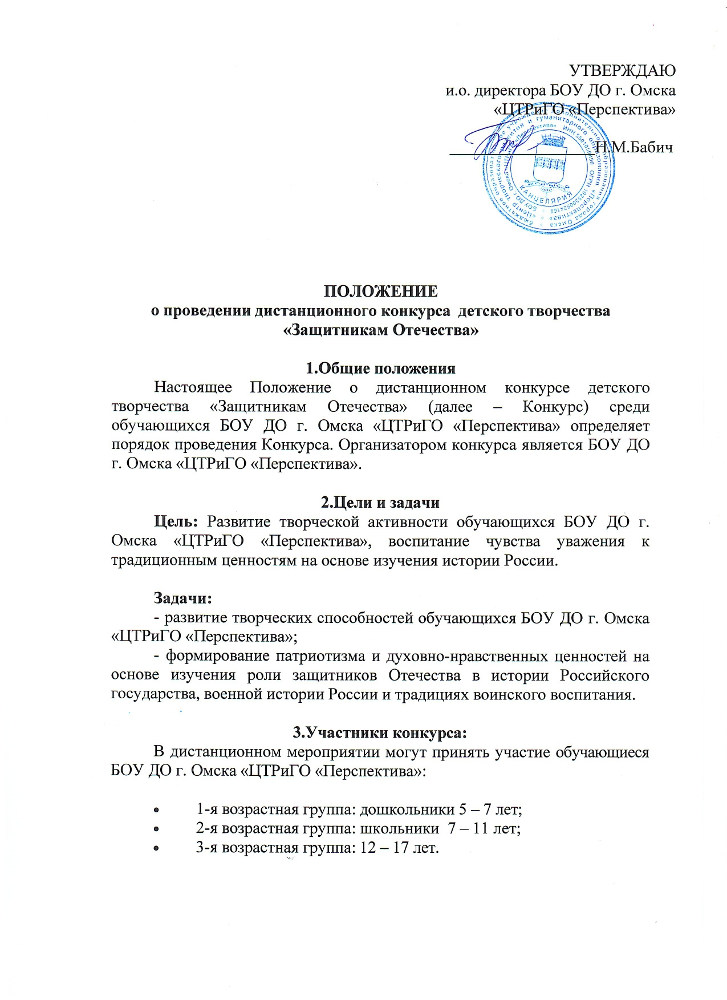 УТВЕРЖДАЮ
и.о. директора БОУ ДО г. Омска
«ЦТРиГО «Перспектива»
Н.М.Бабич
КАНЦЕЛЯРИЯ
ПОЛОЖЕНИЕ
о проведении дистанционного конкурса детского творчества
«Защитникам Отечества»
1.Общие положения
Настоящее Положение о дистанционном конкурсе детского
творчества «Защитникам Отечества» (далее – Конкурс) среди
обучающихся БОУ ДО г. Омска «ЦТРиГО «Перспектива» определяет
порядок проведения Конкурса. Организатором конкурса является БОУ ДО
г. Омска «ЦТРиГО «Перспектива».
2.Цели и задачи
Цель: Развитие творческой активности обучающихся БОУ ДО г.
Омска «ЦТРиГО «Перспектива», воспитание чувства уважения к
традиционным ценностям на основе изучения истории России.
Задачи:
- развитие творческих способностей обучающихся БОУ ДО г. Омска
«ЦТРиГО «Перспектива»;
- формирование патриотизма и духовно-нравственных ценностей на
основе изучения роли защитников Отечества в истории Российского
государства, военной истории России и традициях воинского воспитания.
3.Участники конкурса:
В дистанционном мероприятии могут принять участие обучающиеся
БОУ ДО г. Омска «ЦТРиГО «Перспектива»:
• 1-я возрастная группа: дошкольники 5 – 7 лет;
• 2-я возрастная группа: школьники 7 – 11 лет;
• 3-я возрастная группа: 12 – 17 лет.